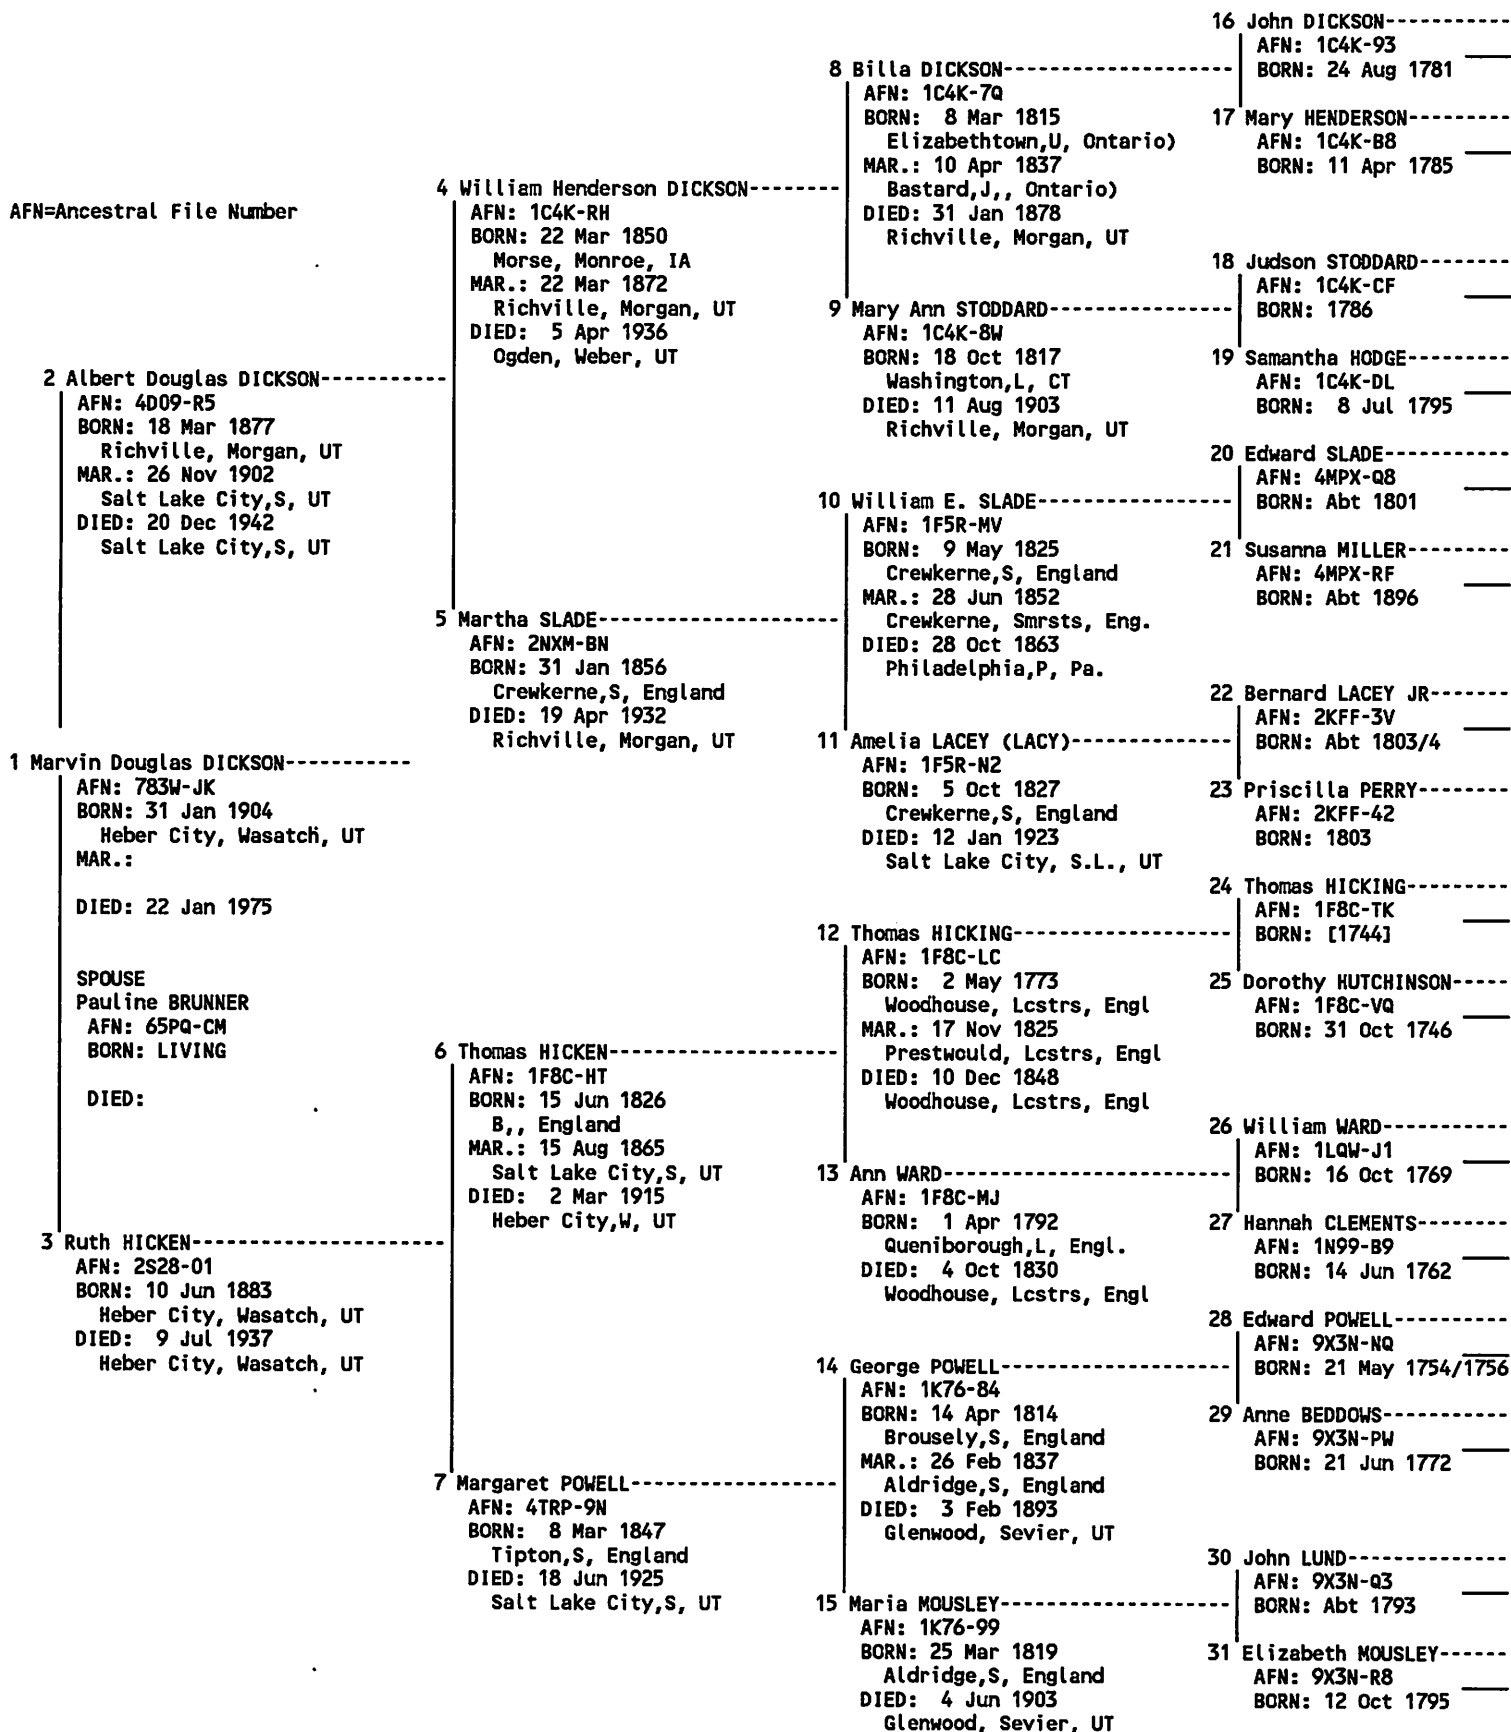 AFN=Ancestral File Number
1 Marvin Douglas DICKSON-----------
AFN: 783W-JK
BORN: 31 Jan 1904
Heber City, Wasatch, UT
MAR.:
DIED: 22 Jan 1975
SPOUSE
Pauline BRUNNER
AFN: 65PQ-CM
BORN: LIVING
DIED:
2 Albert Douglas DICKSON-----------
AFN: 4D09-R5
BORN: 18 Mar 1877
Richville, Morgan, UT
MAR.: 26 Nov 1902
Salt Lake City,S, UT
DIED: 20 Dec 1942
Salt Lake City,S, UT
3 Ruth HICKEN--------------------
AFN: 2S28-01
BORN: 10 Jun 1883
Heber City, Wasatch, UT
DIED: 9 Jul 1937
Heber City, Wasatch, UT
4 William Henderson DICKSON--------
AFN: 1C4K-RH
BORN: 22 Mar 1850
Morse, Monroe, IA
MAR.: 22 Mar 1872
Richville, Morgan, UT
DIED: 5 Apr 1936
Ogden, Weber, UT
5 Martha SLADE-------------------
AFN: 2NXM-BN
BORN: 31 Jan 1856
Crewkerne,S, England
DIED: 19 Apr 1932
Richville, Morgan, UT
6 Thomas HICKEN--------------------
AFN: 1F8C-HT
BORN: 15 Jun 1826
B,, England
MAR.: 15 Aug 1865
Salt Lake City,S, UT
DIED: 2 Mar 1915
Heber City,W, UT
7 Margaret POWELL------------------
AFN: 4TRP-9N
BORN: 8 Mar 1847
Tipton,S, England
DIED: 18 Jun 1925
Salt Lake City,S, UT
8 Billa DICKSON--------------------
AFN: 1C4K-7Q
BORN: 8 Mar 1815
Elizabethtown,U, Ontario)
MAR.: 10 Apr 1837
Bastard,J,, Ontario)
DIED: 31 Jan 1878
Richville, Morgan, UT
9 Mary Ann STODDARD----------------
AFN: 1C4K-8W
BORN: 18 Oct 1817
Washington,L, CT
DIED: 11 Aug 1903
Richville, Morgan, UT
10 William E. SLADE-----------------
AFN: 1F5R-MV
BORN: 9 May 1825
Crewkerne,S, England
MAR.: 28 Jun 1852
Crewkerne, Smrsts, Eng.
DIED: 28 Oct 1863
Philadelphia,P, Pa.
11 Amelia LACEY (LACY)--------------
AFN: 1F5R-N2
BORN: 5 Oct 1827
Crewkerne,S, England
DIED: 12 Jan 1923
Salt Lake City, S.L., UT
12 Thomas HICKING-------------------
AFN: 1F8C-LC
BORN: 2 May 1773
Woodhouse, Lcstrs, Engl
MAR.: 17 Nov 1825
Prestwould, Lcstrs, Engl
DIED: 10 Dec 1848
Woodhouse, Lcstrs, Engl
13 Ann WARD-------------------------
AFN: 1F8C-MJ
BORN: 1 Apr 1792
Queniborough,L, Engl.
DIED: 4 Oct 1830
Woodhouse, Lcstrs, Engl
14 George POWELL--------------------
AFN: 1K76-84
BORN: 14 Apr 1814
Brousely,S, England
MAR.: 26 Feb 1837
Aldridge,S, England
DIED: 3 Feb 1893
Glenwood, Sevier, UT
15 Maria MOUSLEY--------------------
AFN: 1K76-99
BORN: 25 Mar 1819
Aldridge,S, England
DIED: 4 Jun 1903
Glenwood, Sevier, UT
16 John DICKSON-----------
AFN: 1C4K-93
BORN: 24 Aug 1781
17 Mary HENDERSON---------
AFN: 1C4K-B8
BORN: 11 Apr 1785
18 Judson STODDARD--------
AFN: 1C4K-CF
BORN: 1786
19 Samantha HODGE---------
AFN: 1C4K-DL
BORN: 8 Jul 1795
20 Edward SLADE-----------
AFN: 4MPX-Q8
BORN: Abt 1801
21 Susanna MILLER---------
AFN: 4MPX-RF
BORN: Abt 1896
22 Bernard LACEY JR-------
AFN: 2KFF-3V
BORN: Abt 1803/4
23 Priscilla PERRY--------
AFN: 2KFF-42
BORN: 1803
24 Thomas HICKING---------
AFN: 1F8C-TK
BORN: [1744]
25 Dorothy HUTCHINSON-----
AFN: 1F8C-VQ
BORN: 31 Oct 1746
26 William WARD-----------
AFN: 1LQW-J1
BORN: 16 Oct 1769
27 Hannah CLEMENTS--------
AFN: 1N99-B9
BORN: 14 Jun 1762
28 Edward POWELL----------
AFN: 9X3N-NQ
BORN: 21 May 1754/1756
29 Anne BEDDOWS-----------
AFN: 9X3N-PW
BORN: 21 Jun 1772
30 John LUND--------------
AFN: 9X3N-Q3
BORN: Abt 1793
31 Elizabeth MOUSLEY------
AFN: 9X3N-R8
BORN: 12 Oct 1795